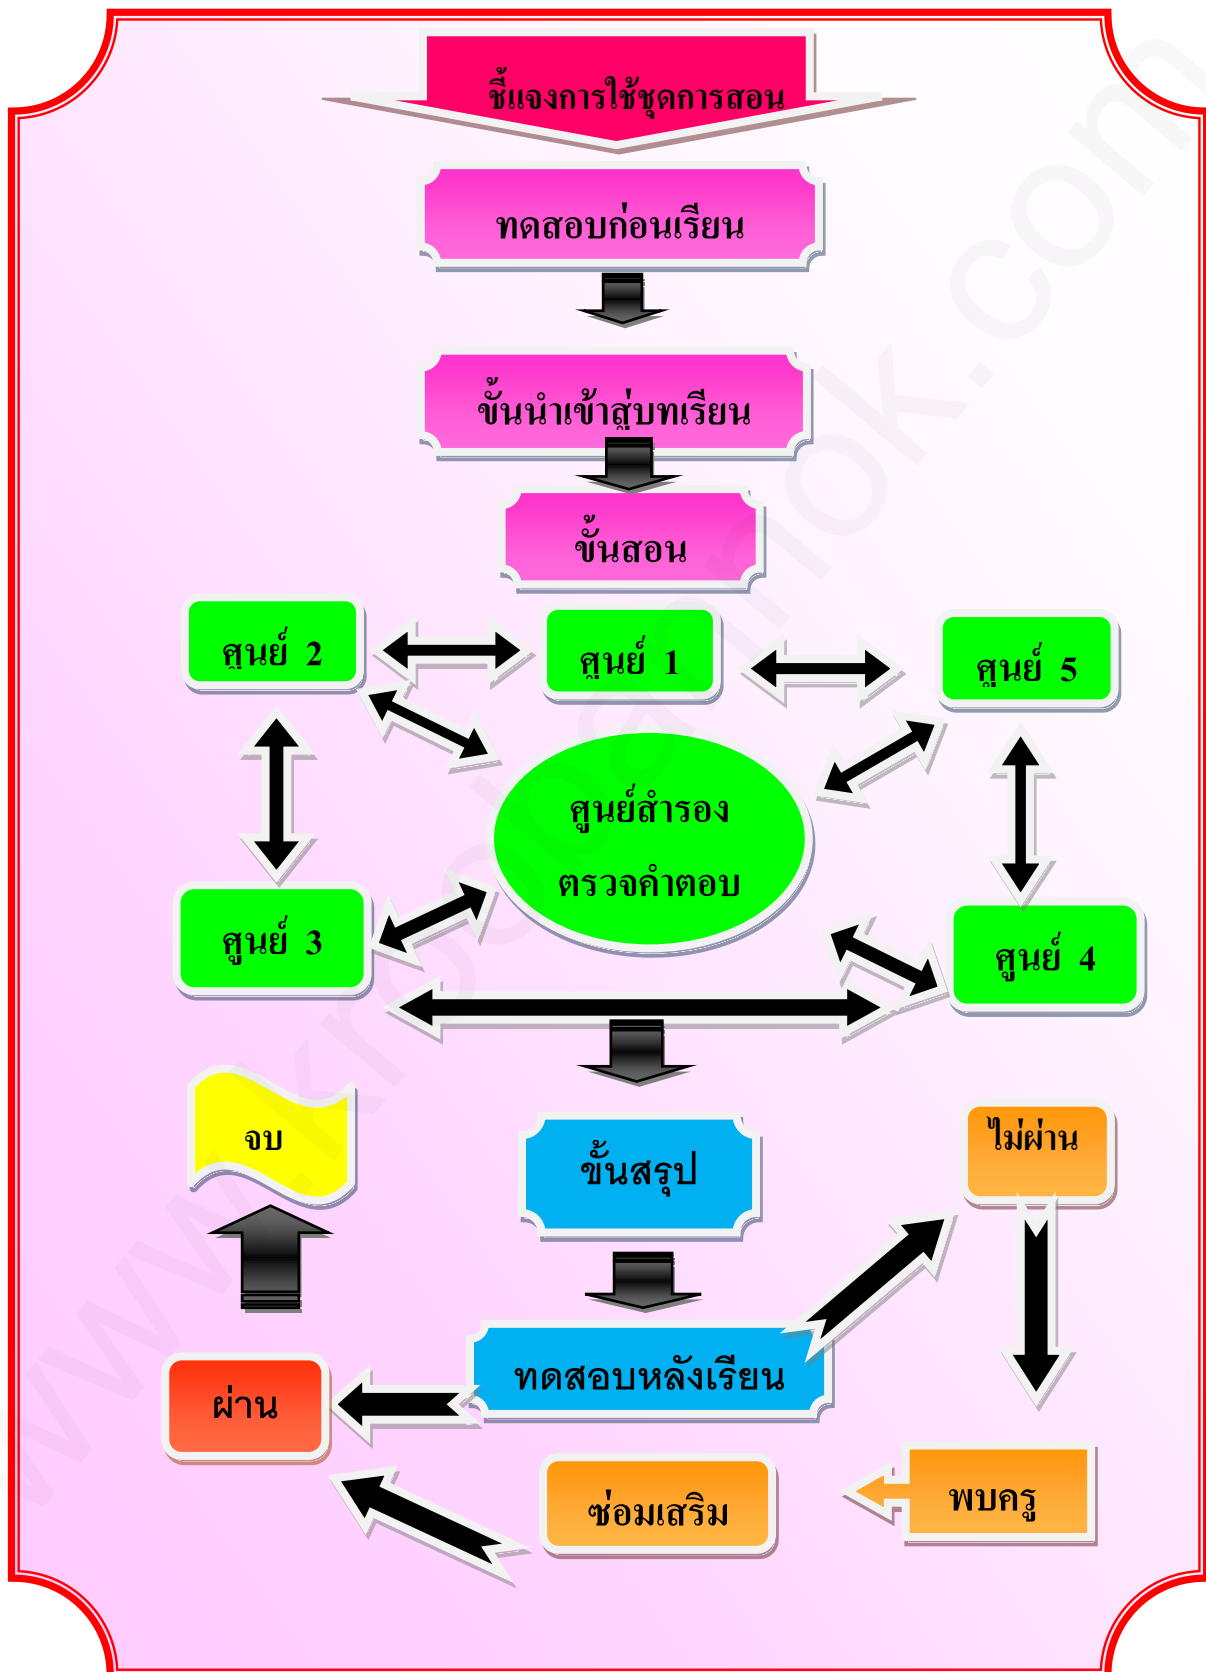 ชี้แจงการใช้ชุดการสอน
ทดสอบก่อนเรียน
ขั้นนำเข้าสู่บทเรียน
ขั้นสอน
ศูนย์ 2
ศูนย์ 1
ศูนย์ 5
ศูนย์สำรอง
ตรวจคำตอบ
ศูนย์ 3
ศูนย์ 4
จบ
ขั้นสรุป
ไม่ผ่าน
ทดสอบหลังเรียน
ผ่าน
ซ่อมเสริม
พบครู
www.kroobannok.com